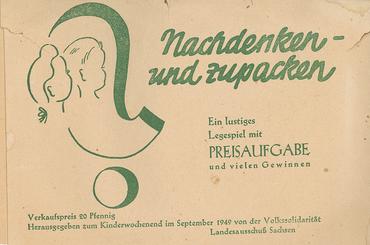 Nachdenken-
und zupacken
Ein lustiges
Legespiel mit
PREISAUFGABE
und vielen Gewinnen
Verkaufspreis 20 Pfennig
Herausgegeben zum Kinderwochenend im September 1949 von der Volkssolidarität
Landesausschuß Sachsen